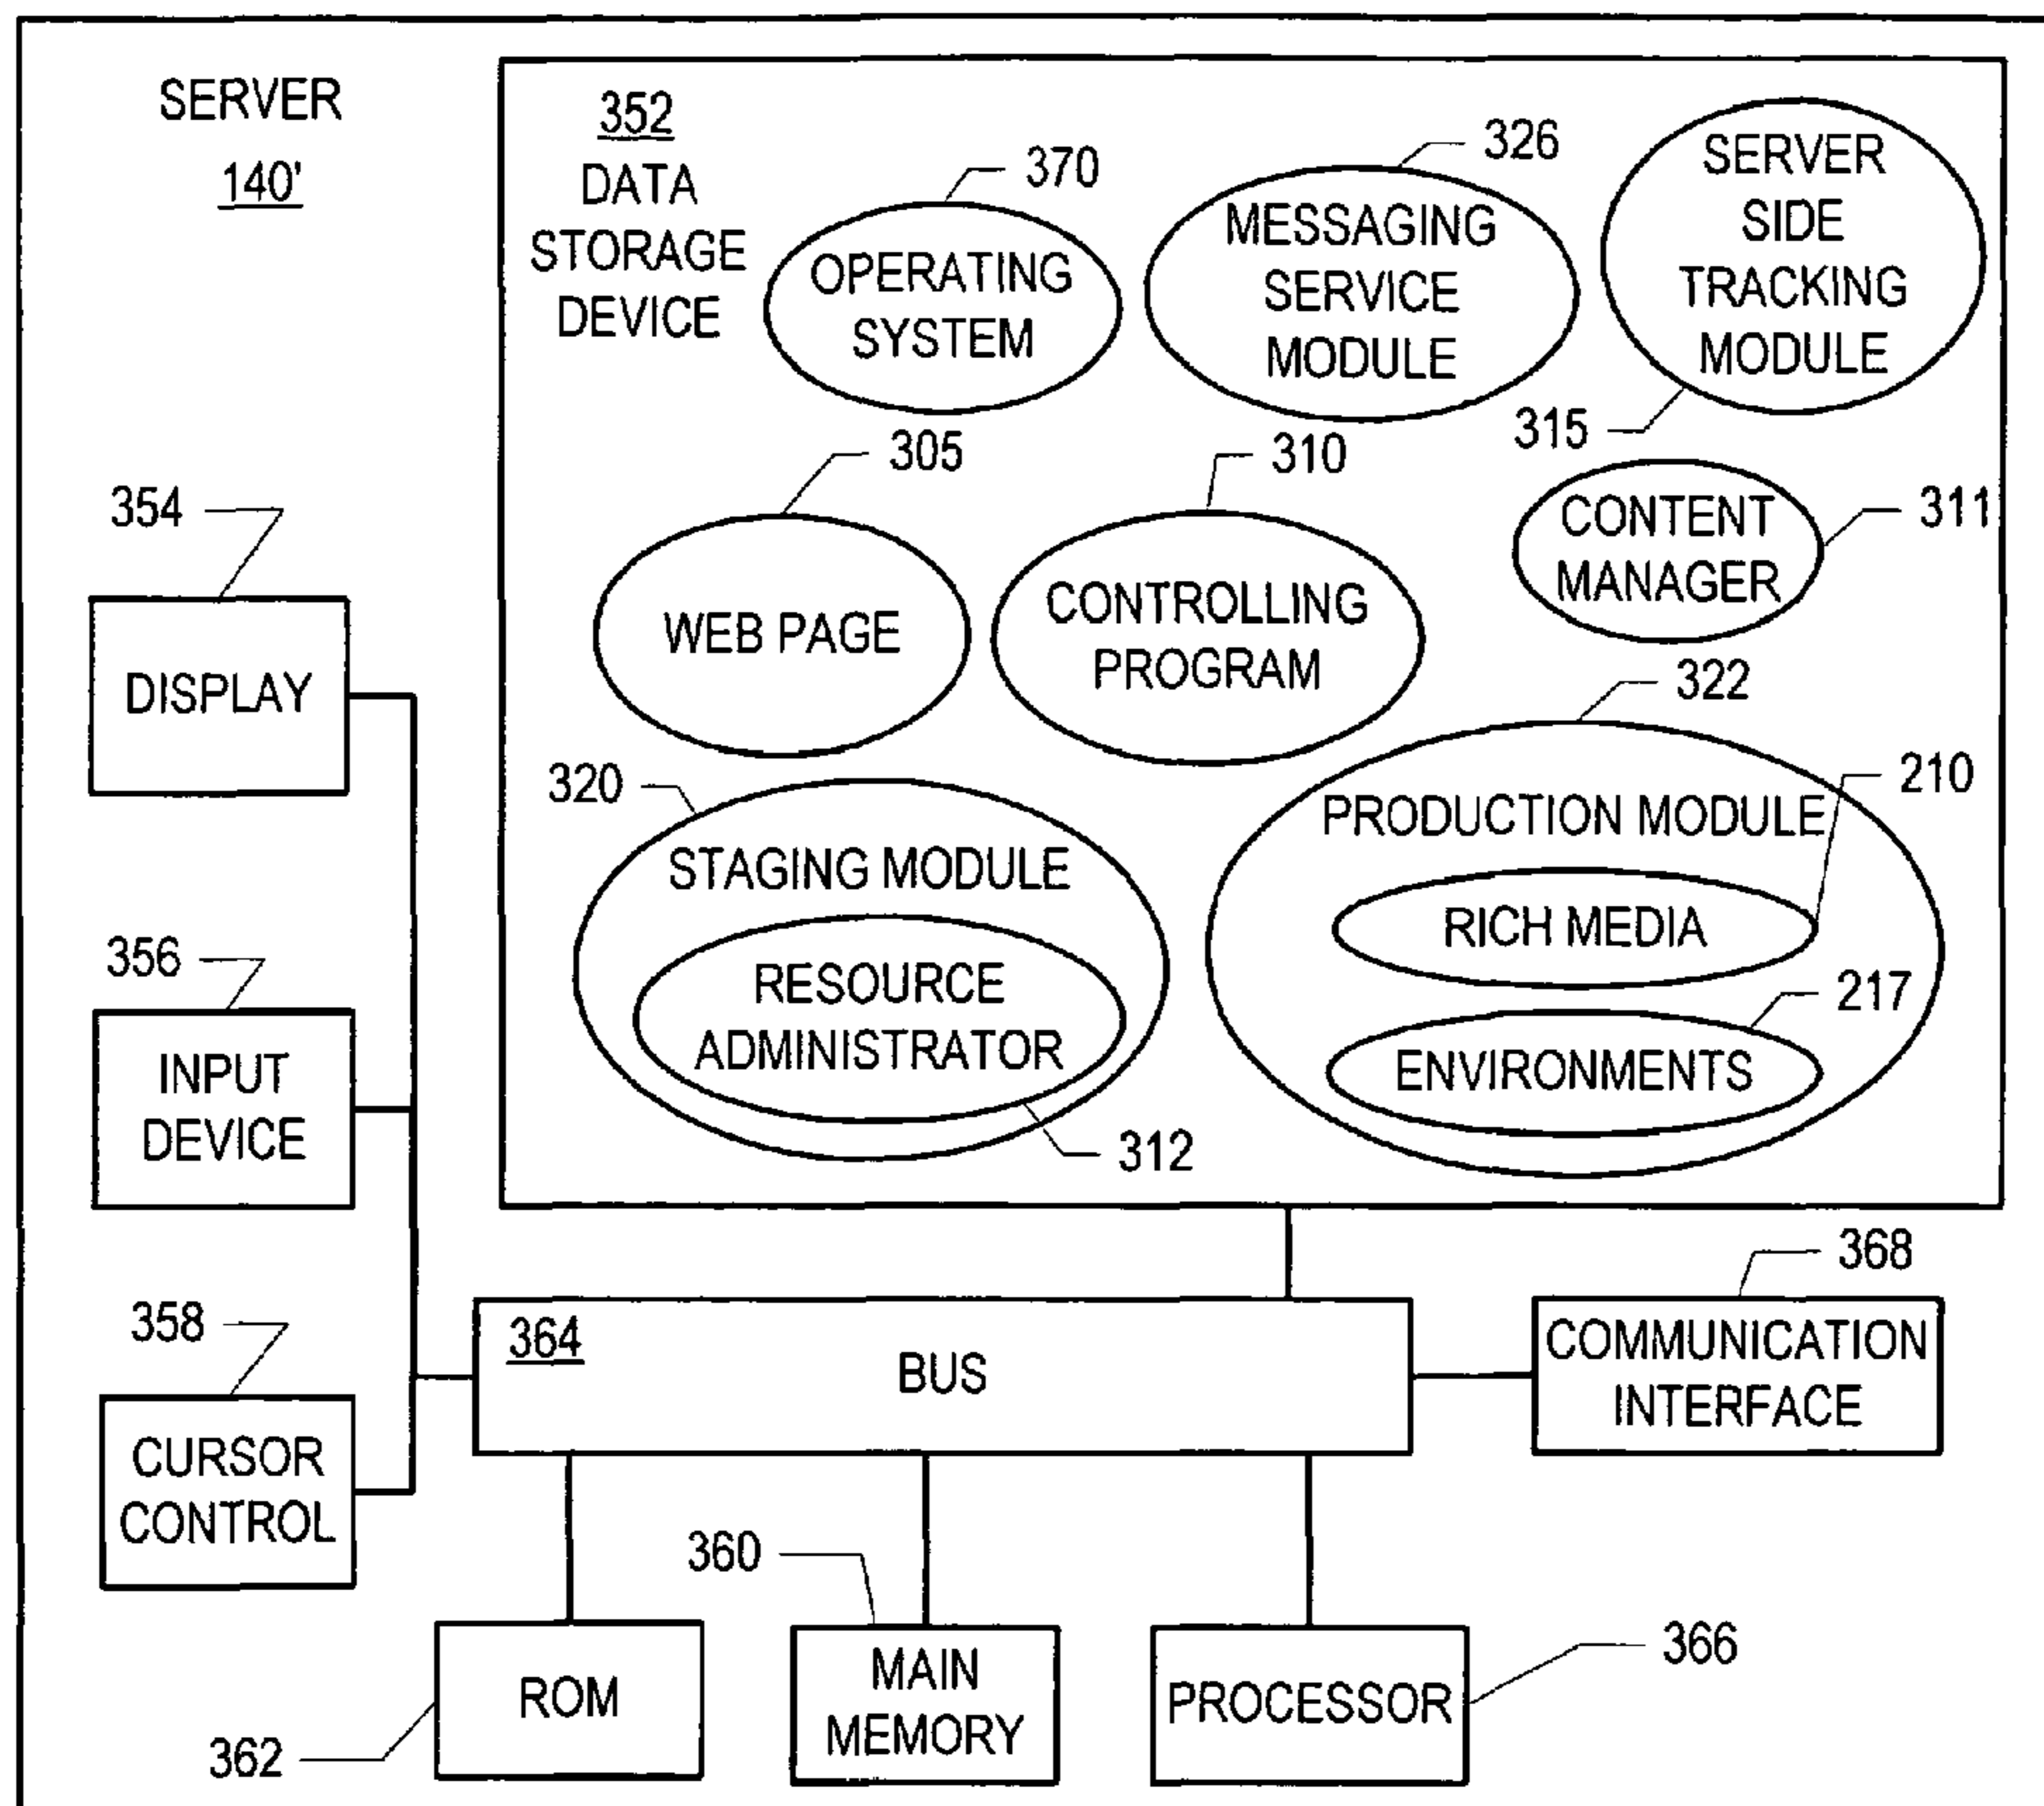 SERVER
140'
352
DATA
STORAGE
DEVICE
370
OPERATING
SYSTEM
326
MESSAGING
SERVICE
MODULE
SERVER
SIDE
TRACKING
MODULE
315
305
WEB PAGE
310
CONTROLLING
PROGRAM
CONTENT
MANAGER
311
320
STAGING MODULE
RESOURCE
ADMINISTRATOR
312
322
PRODUCTION MODULE
210
RICH MEDIA
217
ENVIRONMENTS
354
DISPLAY
356
INPUT
DEVICE
358
CURSOR
CONTROL
364
BUS
368
COMMUNICATION
INTERFACE
ROM
362
360
MAIN
MEMORY
PROCESSOR
366